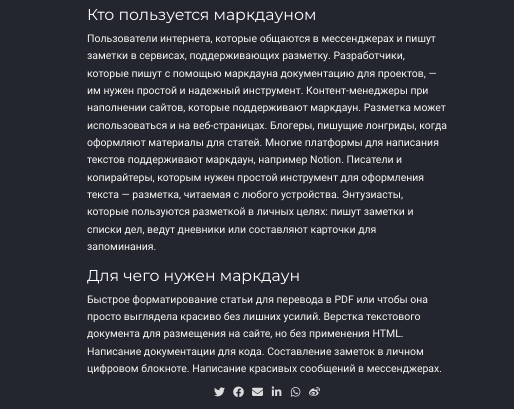 Кто пользуется маркдауном
Пользователи интернета, которые общаются в мессенджерах и пишут
заметки в сервисах, поддерживающих разметку. Разработчики,
которые пишут с помощью маркдауна документацию для проектов, —
им нужен простой и надежный инструмент. Контент-менеджеры при
наполнении сайтов, которые поддерживают маркдаун. Разметка может
использоваться и на веб-страницах. Блогеры, пишущие лонгриды, когда
оформляют материалы для статей. Многие платформы для написания
текстов поддерживают маркдаун, например Notion. Писатели и
копирайтеры, которым нужен простой инструмент для оформления
текста — разметка, читаемая с любого устройства. Энтузиасты,
которые пользуются разметкой в личных целях: пишут заметки и
списки дел, ведут дневники или составляют карточки для
запоминания.
Для чего нужен маркдаун
Быстрое форматирование статьи для перевода в PDF или чтобы она
просто выглядела красиво без лишних усилий. Верстка текстового
документа для размещения на сайте, но без применения HTML.
Написание документации для кода. Составление заметок в личном
цифровом блокноте. Написание красивых сообщений в мессенджерах.